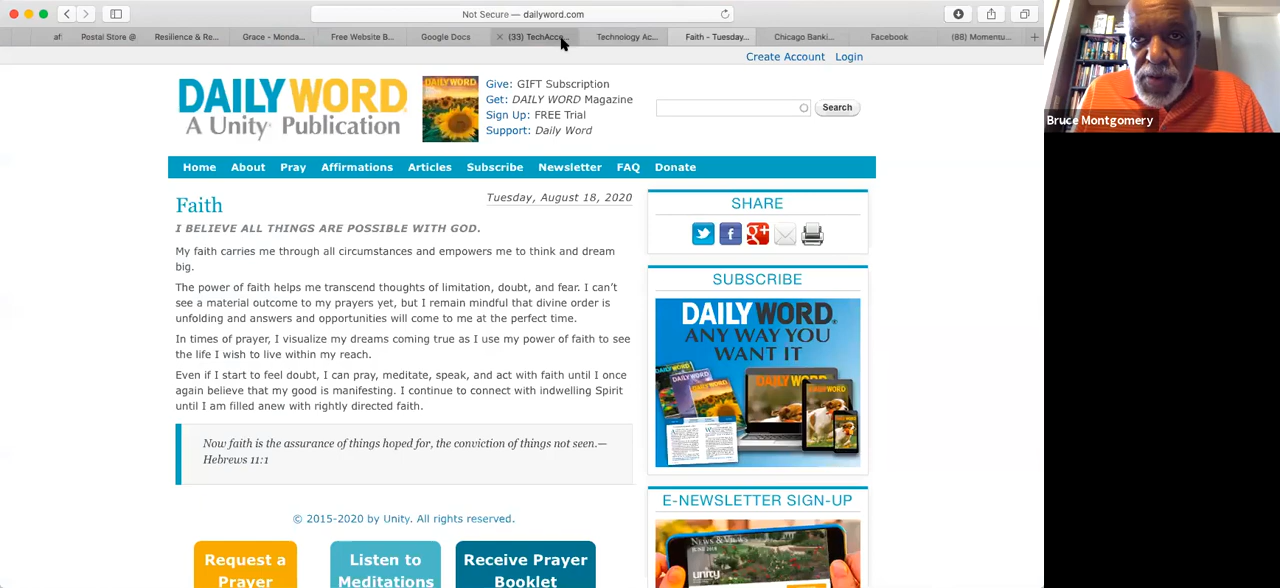 Not Secure — dailyword.com
af
Postal Store @
Resilience & Re...
Grace - Monda...
Free Website B...
Google Docs
(33) TechAcce...
Technology Ac...
Faith - Tuesday...
Chicago Banki...
Facebook
(88) Momentu...
Create Account Login
DAILY WORD
A Unity Publication
DAILY WORD
Give: GIFT Subscription
Get: DAILY WORD Magazine
Sign Up: FREE Trial
Support: Daily Word
Search
Bruce Montgomery
Home About Pray Affirmations Articles Subscribe Newsletter FAQ Donate
Faith
Tuesday, August 18, 2020
I BELIEVE ALL THINGS ARE POSSIBLE WITH GOD.
My faith carries me through all circumstances and empowers me to think and dream
big.
The power of faith helps me transcend thoughts of limitation, doubt, and fear. I can't
see a material outcome to my prayers yet, but I remain mindful that divine order is
unfolding and answers and opportunities will come to me at the perfect time.
In times of prayer, I visualize my dreams coming true as I use my power of faith to see
the life I wish to live within my reach.
Even if I start to feel doubt, I can pray, meditate, speak, and act with faith until I once
again believe that my good is manifesting. I continue to connect with indwelling Spirit
until I am filled anew with rightly directed faith.
Now faith is the assurance of things hoped for, the conviction of things not seen.—
Hebrews 11:1
© 2015-2020 by Unity. All rights reserved.
Request a
Prayer
Listen to
Meditations
Receive Prayer
Booklet
SHARE
g+
SUBSCRIBE
DAILY WORD®
ANY WAY YOU
WANT IT
E-NEWSLETTER SIGN-UP
News & Views
unity